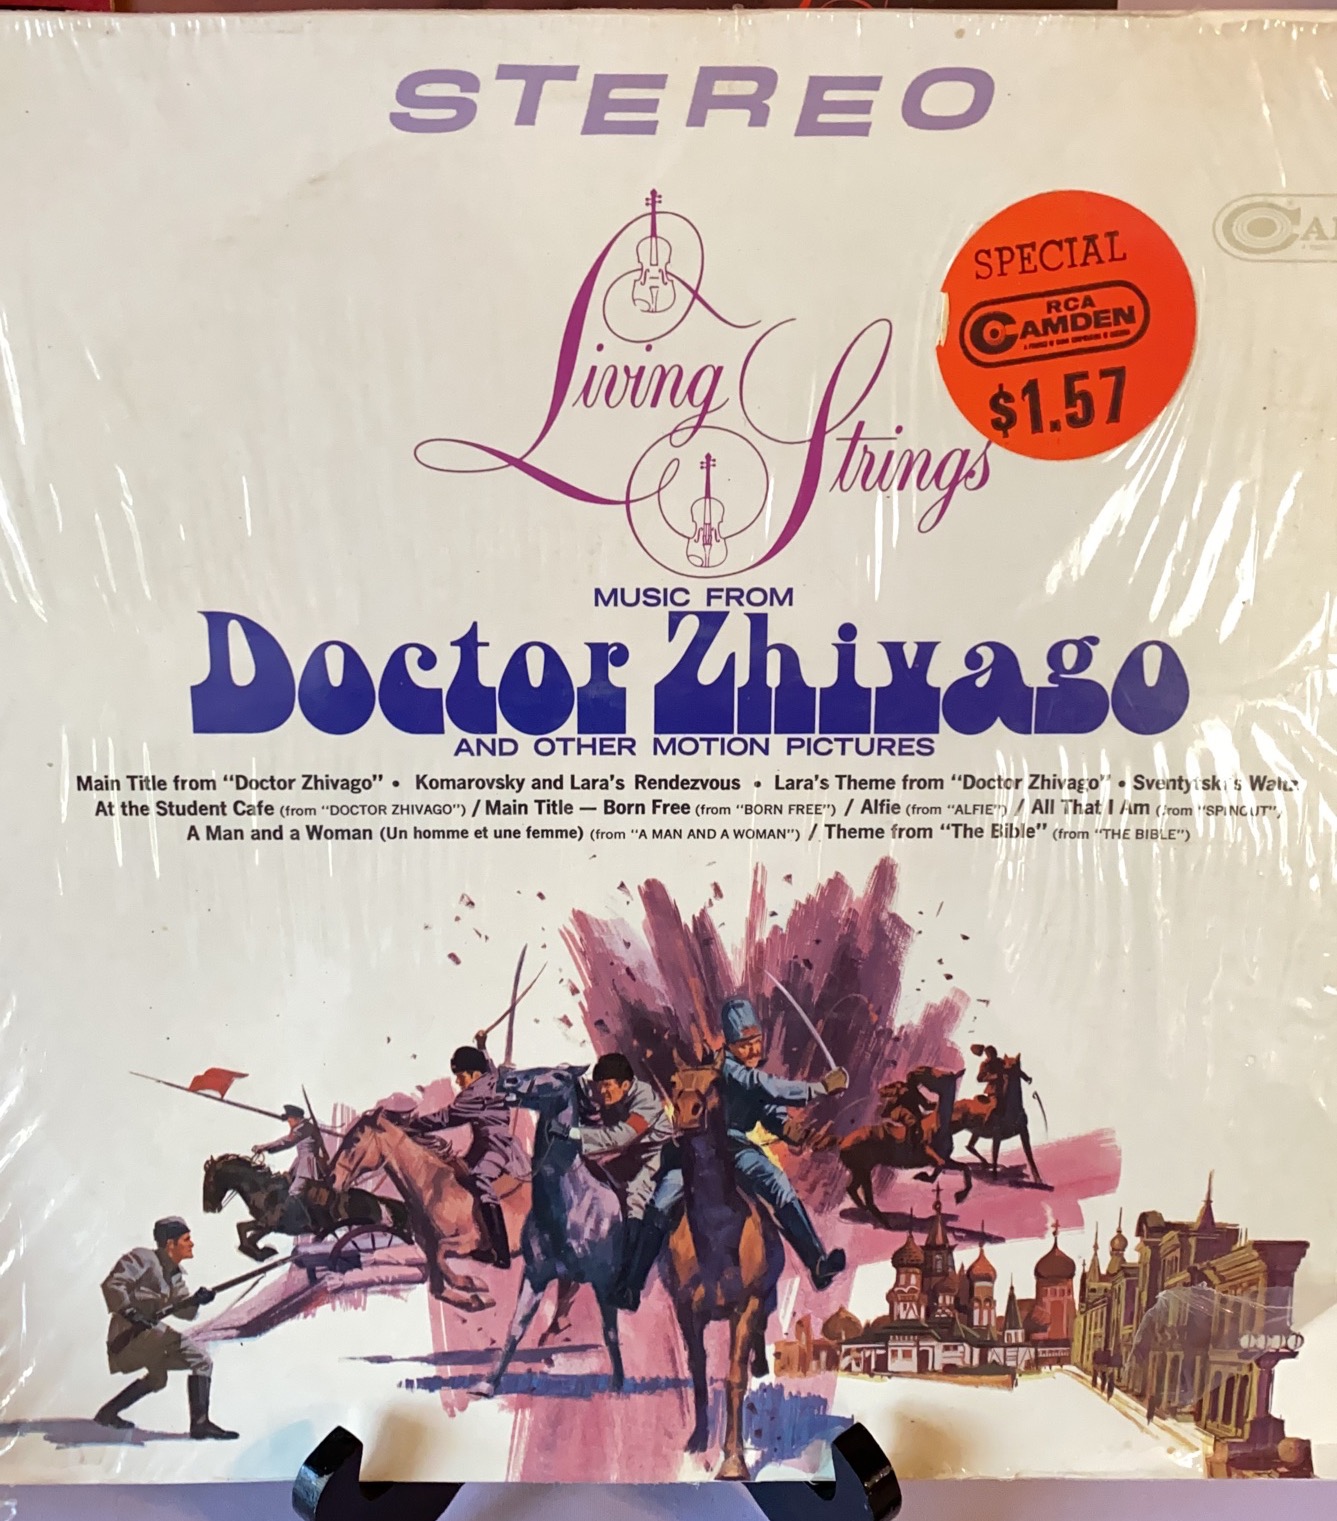 STEREO
Living Strings
SPECIAL
RCA
CAMDEN
$1.57
MUSIC FROM
Doctor Zhivago
AND OTHER MOTION PICTURES
Main Title from "Doctor Zhivago" • Komarovsky and Lara's Rendezvous • Lara's Theme from "Doctor Zhivago" • Sventytski's Waltz
At the Student Cafe (from "DOCTOR ZHIVAGO") / Main Title — Born Free (from "BORN FREE") / Alfie (from "ALFIE") / All That I Am (from "SPINOUT")
A Man and a Woman (Un homme et une femme) (from "A MAN AND A WOMAN") / Theme from "The Bible" (from "THE BIBLE")